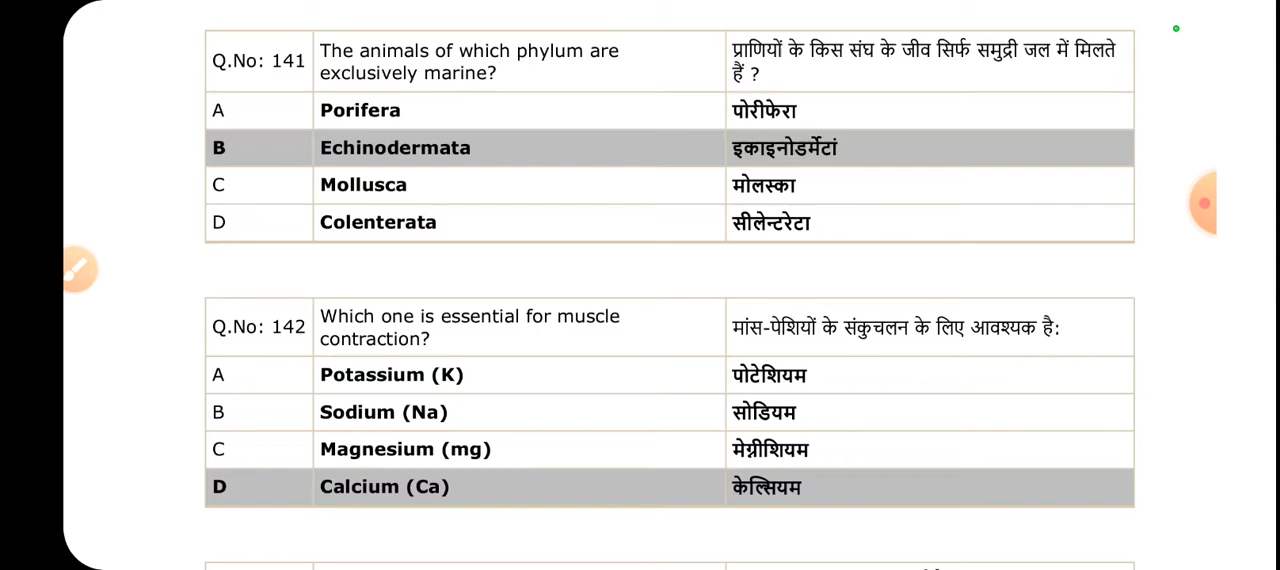 Q.No: 141
The animals of which phylum are
exclusively marine?
प्राणियों के किस संघ के जीव सिर्फ समुद्री जल में मिलते
हैं ?
A Porifera पोरीफेरा
B Echinodermata इकाइनोडर्मेटां
C Mollusca मोलस्का
D Colenterata सीलेन्टरेटा
Q.No: 142
Which one is essential for muscle
contraction?
मांस-पेशियों के संकुचलन के लिए आवश्यक है:
A Potassium (K) पोटेशियम
B Sodium (Na) सोडियम
C Magnesium (mg) मेग्नीशियम
D Calcium (Ca) केल्सियम